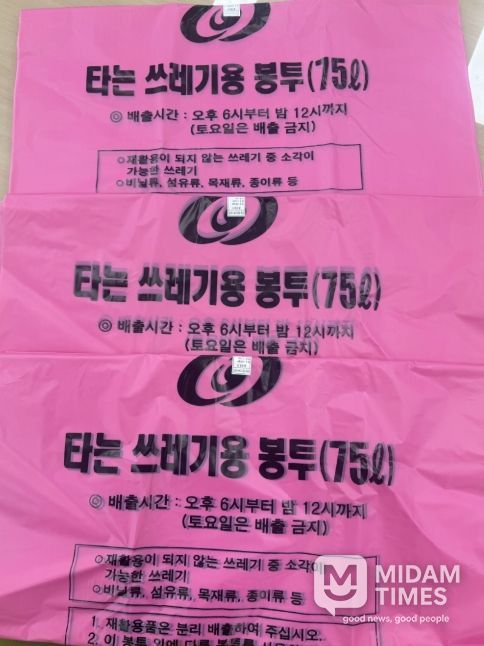 타는 쓰레기용 봉투(75ℓ)
◎ 배출시간 : 오후 6시부터 밤 12시까지
(토요일은 배출 금지)
○재활용이 되지 않는 쓰레기 중 소각이
가능한 쓰레기
○비닐류, 섬유류, 목재류, 종이류 등
타는 쓰레기용 봉투(75ℓ)
◎ 배출시간 : 오후 6시부터 밤 12시까지
(토요일은 배출 금지)
타는 쓰레기용 봉투(75ℓ)
◎ 배출시간 : 오후 6시부터 밤 12시까지
(토요일은 배출 금지)
○재활용이 되지 않는 쓰레기 중 소각이
가능한 쓰레기
○비닐류, 섬유류, 목재류, 종이류 등
1. 재활용품은 분리 배출하여 주십시오.
2. 이 봉투 안에 다른
MIDAM
TIMES
good news, good people